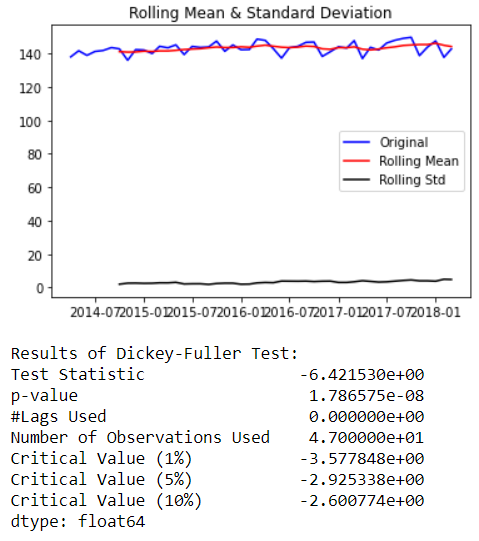 Rolling Mean & Standard Deviation
140
120
100
80
60
40
20
0
Original
Rolling Mean
Rolling Std
2014-07 2015-01 2015-07 2016-01 2016-07 2017-01 2017-07 2018-01
Results of Dickey-Fuller Test:
Test Statistic -6.421530e+00
p-value 1.786575e-08
#Lags Used 0.000000e+00
Number of Observations Used 4.700000e+01
Critical Value (1%) -3.577848e+00
Critical Value (5%) -2.925338e+00
Critical Value (10%) -2.600774e+00
dtype: float64